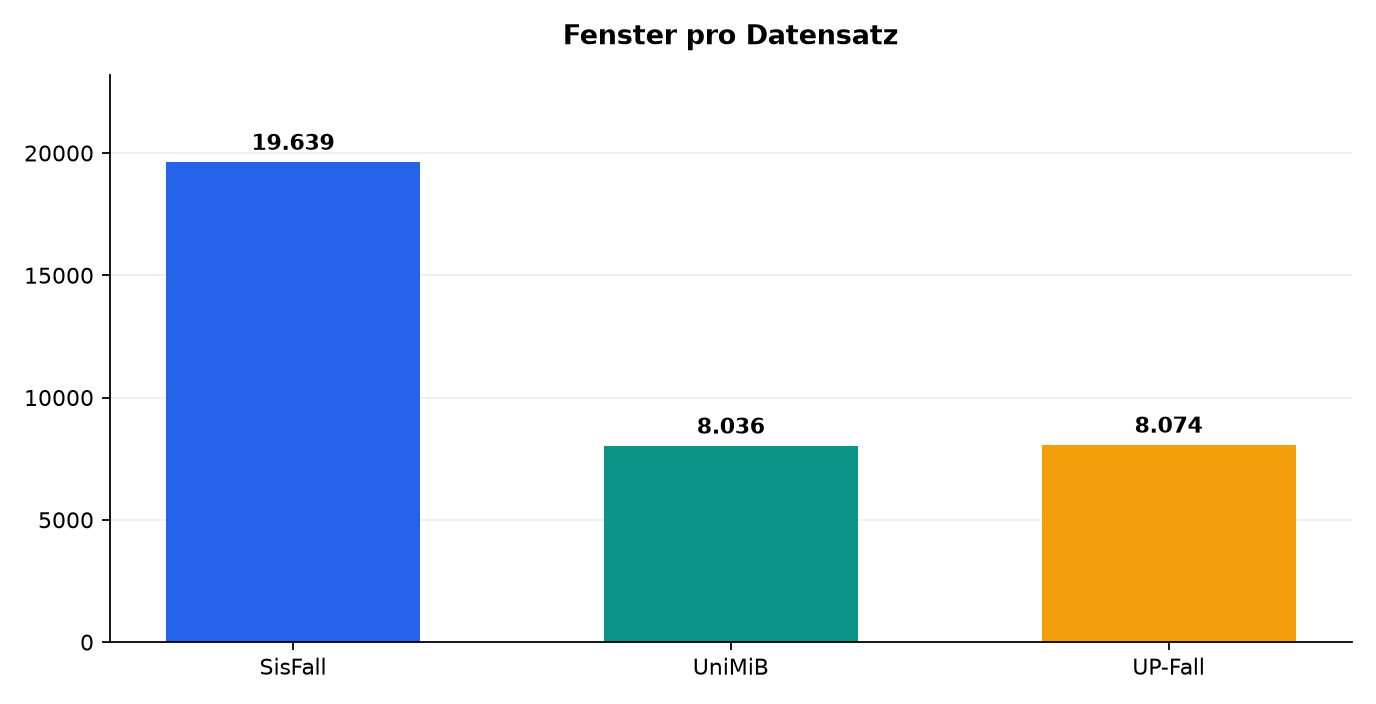 Fenster pro Datensatz
20000
15000
10000
5000
0
19.639
8.036
8.074
SisFall
UniMiB
UP-Fall